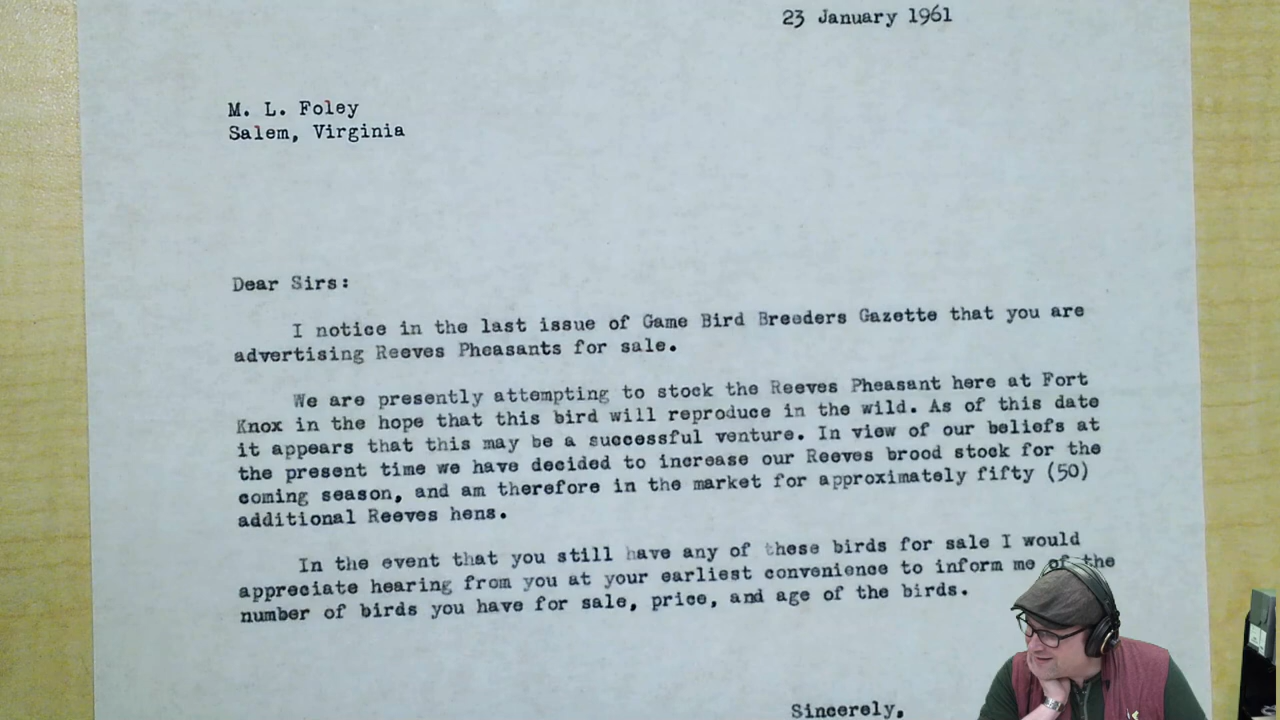 23 January 1961
M. L. Foley
Salem, Virginia
Dear Sirs:
I notice in the last issue of Game Bird Breeders Gazette that you are
advertising Reeves Pheasants for sale.
We are presently attempting to stock the Reeves Pheasant here at Fort
Knox in the hope that this bird will reproduce in the wild. As of this date
it appears that this may be a successful venture. In view of our beliefs at
the present time we have decided to increase our Reeves brood stock for the
coming season, and am therefore in the market for approximately fifty (50)
additional Reeves hens.
In the event that you still have any of these birds for sale I would
appreciate hearing from you at your earliest convenience to inform me of the
number of birds you have for sale, price, and age of the birds.
Sincerely,